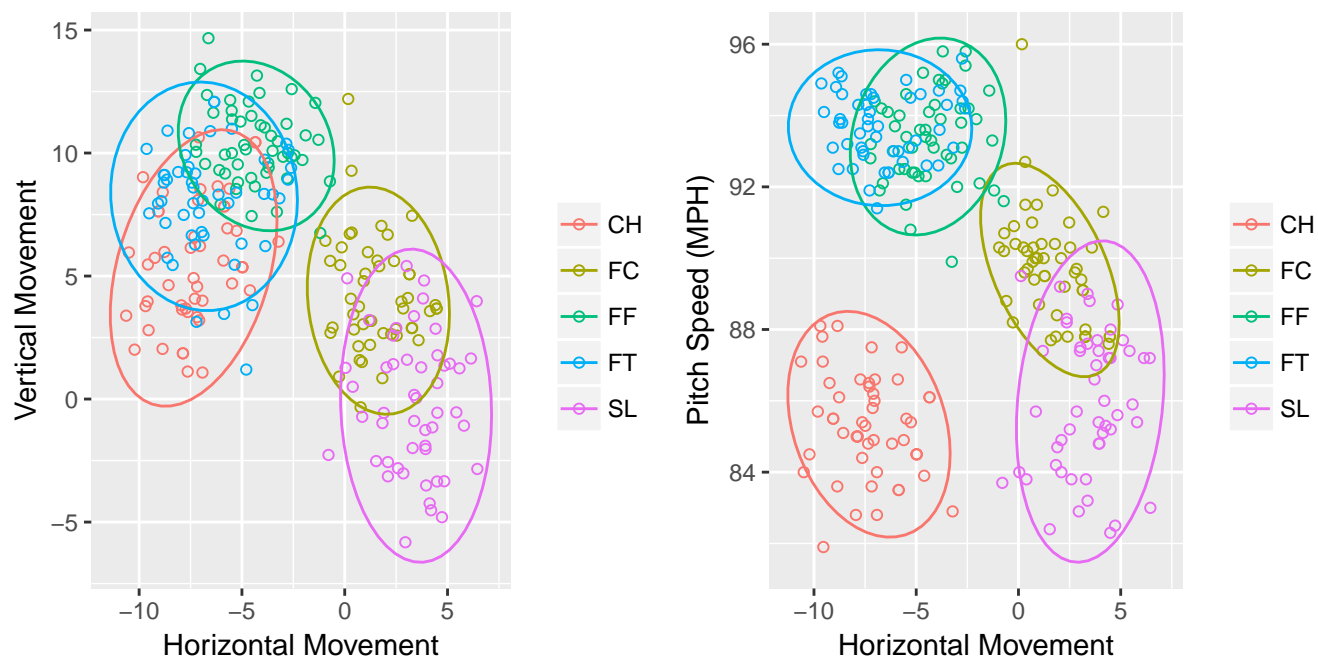 15
10
5
0
−5
Vertical Movement
−10
−5
0
5
Horizontal Movement
CH
FC
FF
FT
SL
96
92
88
84
Pitch Speed (MPH)
−10
−5
0
5
Horizontal Movement
CH
FC
FF
FT
SL